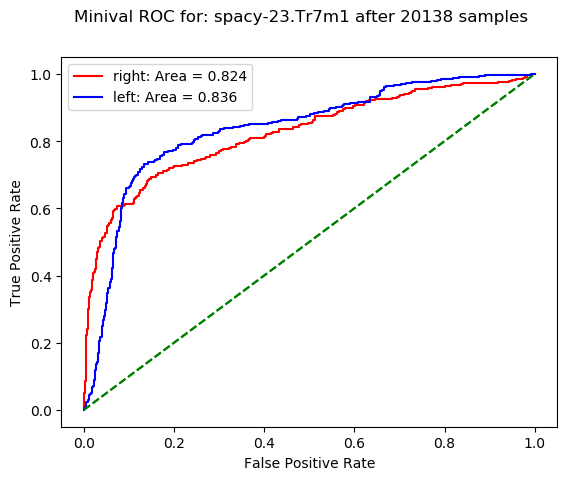 Minival ROC for: spacy-23.Tr7m1 after 20138 samples
right: Area = 0.824
left: Area = 0.836
True Positive Rate
1.0
0.8
0.6
0.4
0.2
0.0
0.0 0.2 0.4 0.6 0.8 1.0
False Positive Rate